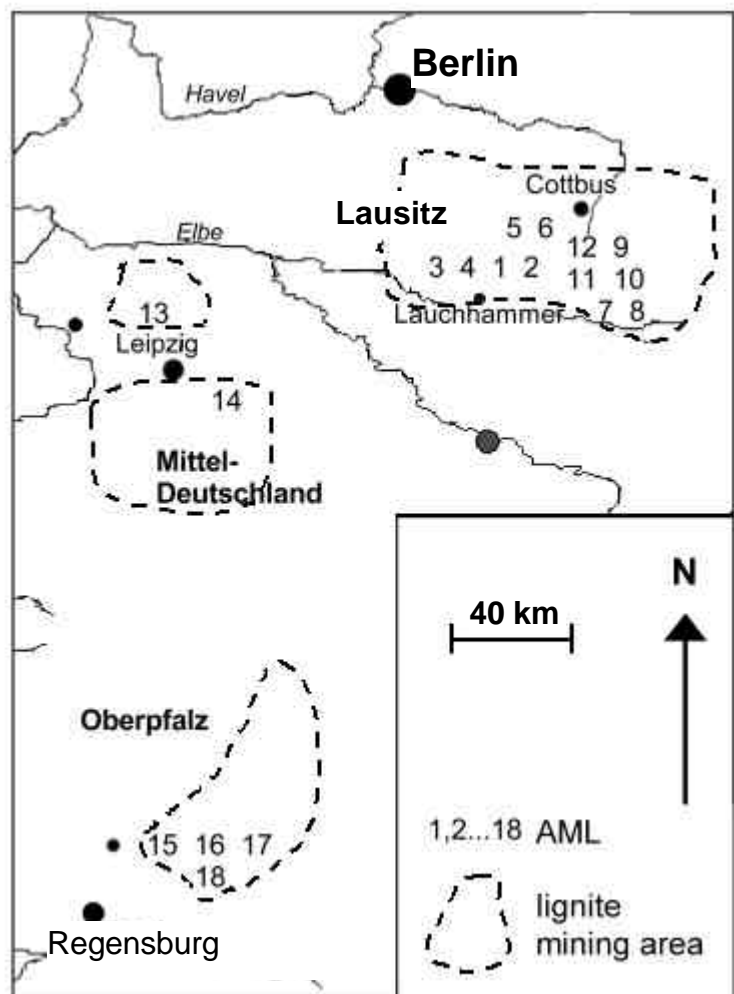 Berlin
Havel
Cottbus
Lausitz
5 6
Elbe
12 9
3 4 1 2
11 10
13
Lauchhammer 7 8
Leipzig
14
Mittel-
Deutschland
N
40 km
Oberpfalz
1,2...18 AML
15 16 17
18
lignite
mining area
Regensburg